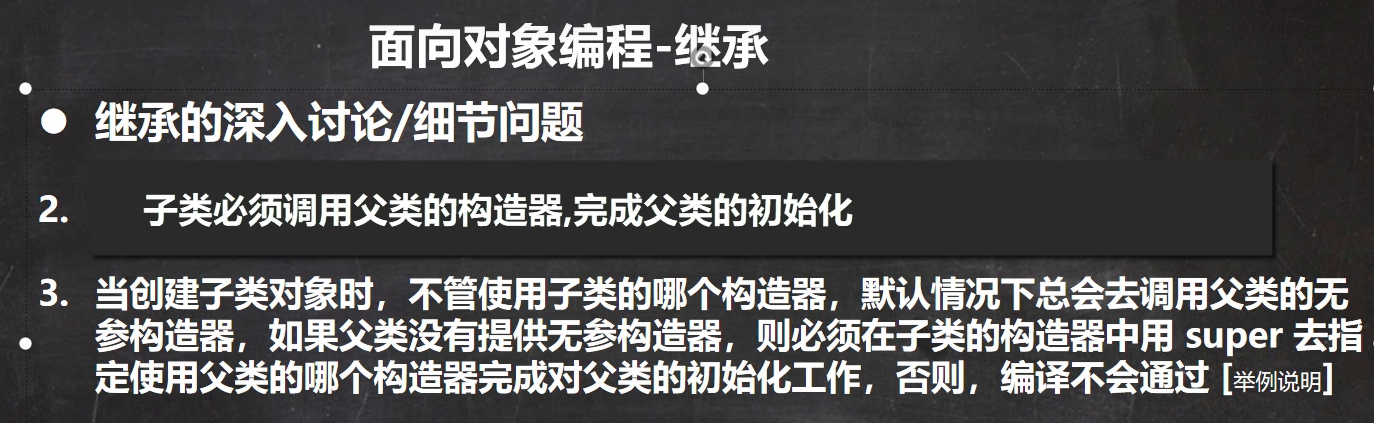 面向对象编程-继承
● 继承的深入讨论/细节问题
2. 子类必须调用父类的构造器,完成父类的初始化
3. 当创建子类对象时，不管使用子类的哪个构造器，默认情况下总会去调用父类的无
参构造器，如果父类没有提供无参构造器，则必须在子类的构造器中用 super 去指
定使用父类的哪个构造器完成对父类的初始化工作，否则，编译不会通过 [举例说明]